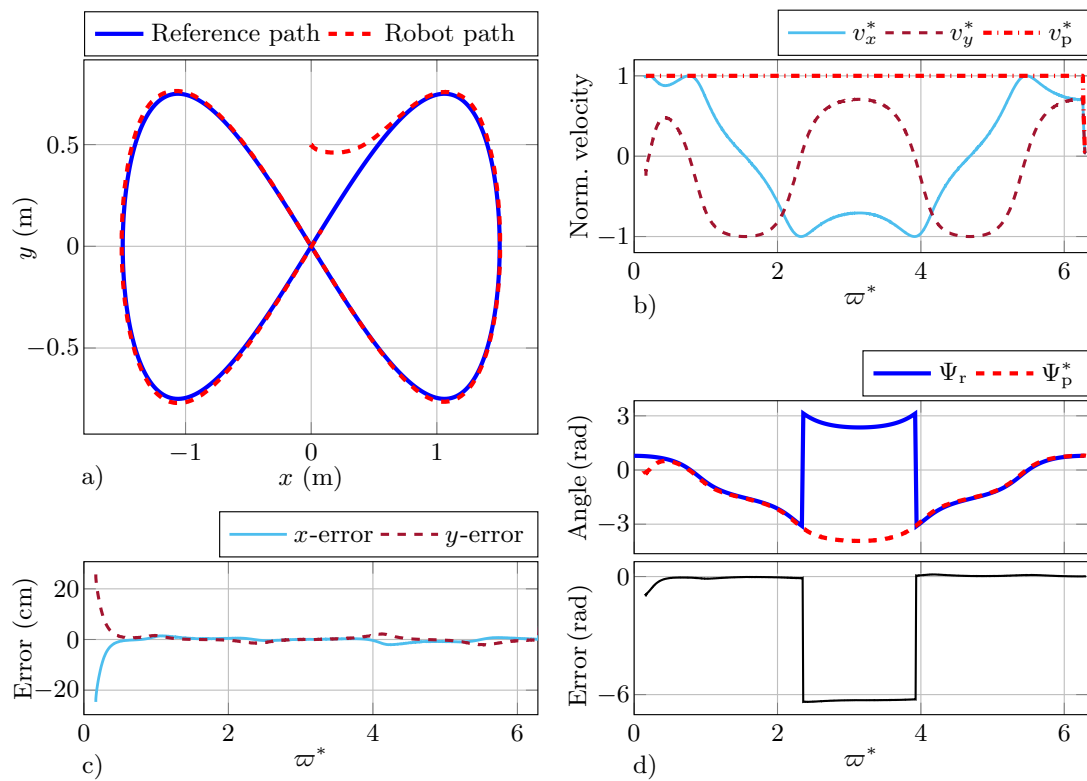 Reference path Robot path
0.5
0
−0.5
y (m)
−1 0 1
x (m)
a)
v*x v*y v*p
1
0
−1
Norm. velocity
0 2 4 6
ϖ*
b)
x-error y-error
20
0
−20
Error (cm)
0 2 4 6
ϖ*
c)
Ψr Ψ*p
3
0
−3
Angle (rad)
0
−6
Error (rad)
0 2 4 6
ϖ*
d)